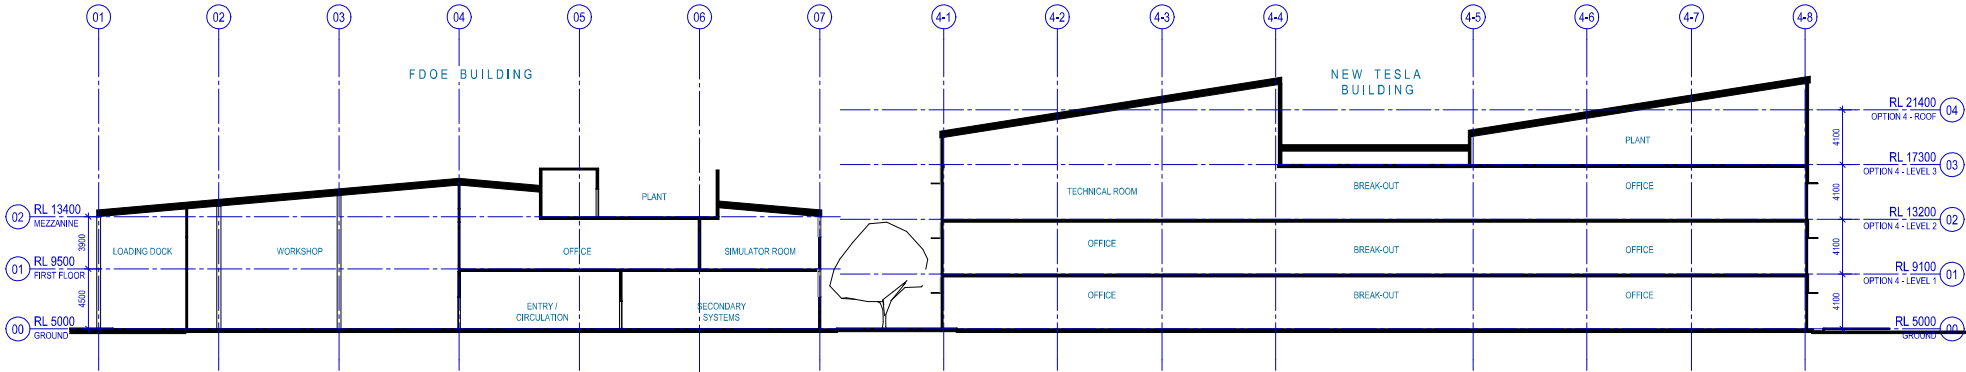 01 02 03 04 05 06 07 4-1 4-2 4-3 4-4 4-5 4-6 4-7 4-8
FDOE BUILDING
NEW TESLA
BUILDING
RL 21400 04
OPTION 4 - ROOF
4100
PLANT
RL 17300 03
OPTION 4 - LEVEL 3
TECHNICAL ROOM
BREAK-OUT
OFFICE
4100
PLANT
02 RL 13400
MEZZANINE
RL 13200 02
OPTION 4 - LEVEL 2
3900
LOADING DOCK
WORKSHOP
OFFICE
SIMULATOR ROOM
OFFICE
BREAK-OUT
OFFICE
4100
01 RL 9500
FIRST FLOOR
RL 9100 01
OPTION 4 - LEVEL 1
4500
ENTRY /
CIRCULATION
SECONDARY
SYSTEMS
OFFICE
BREAK-OUT
OFFICE
4100
00 RL 5000
GROUND
RL 5000 00
GROUND